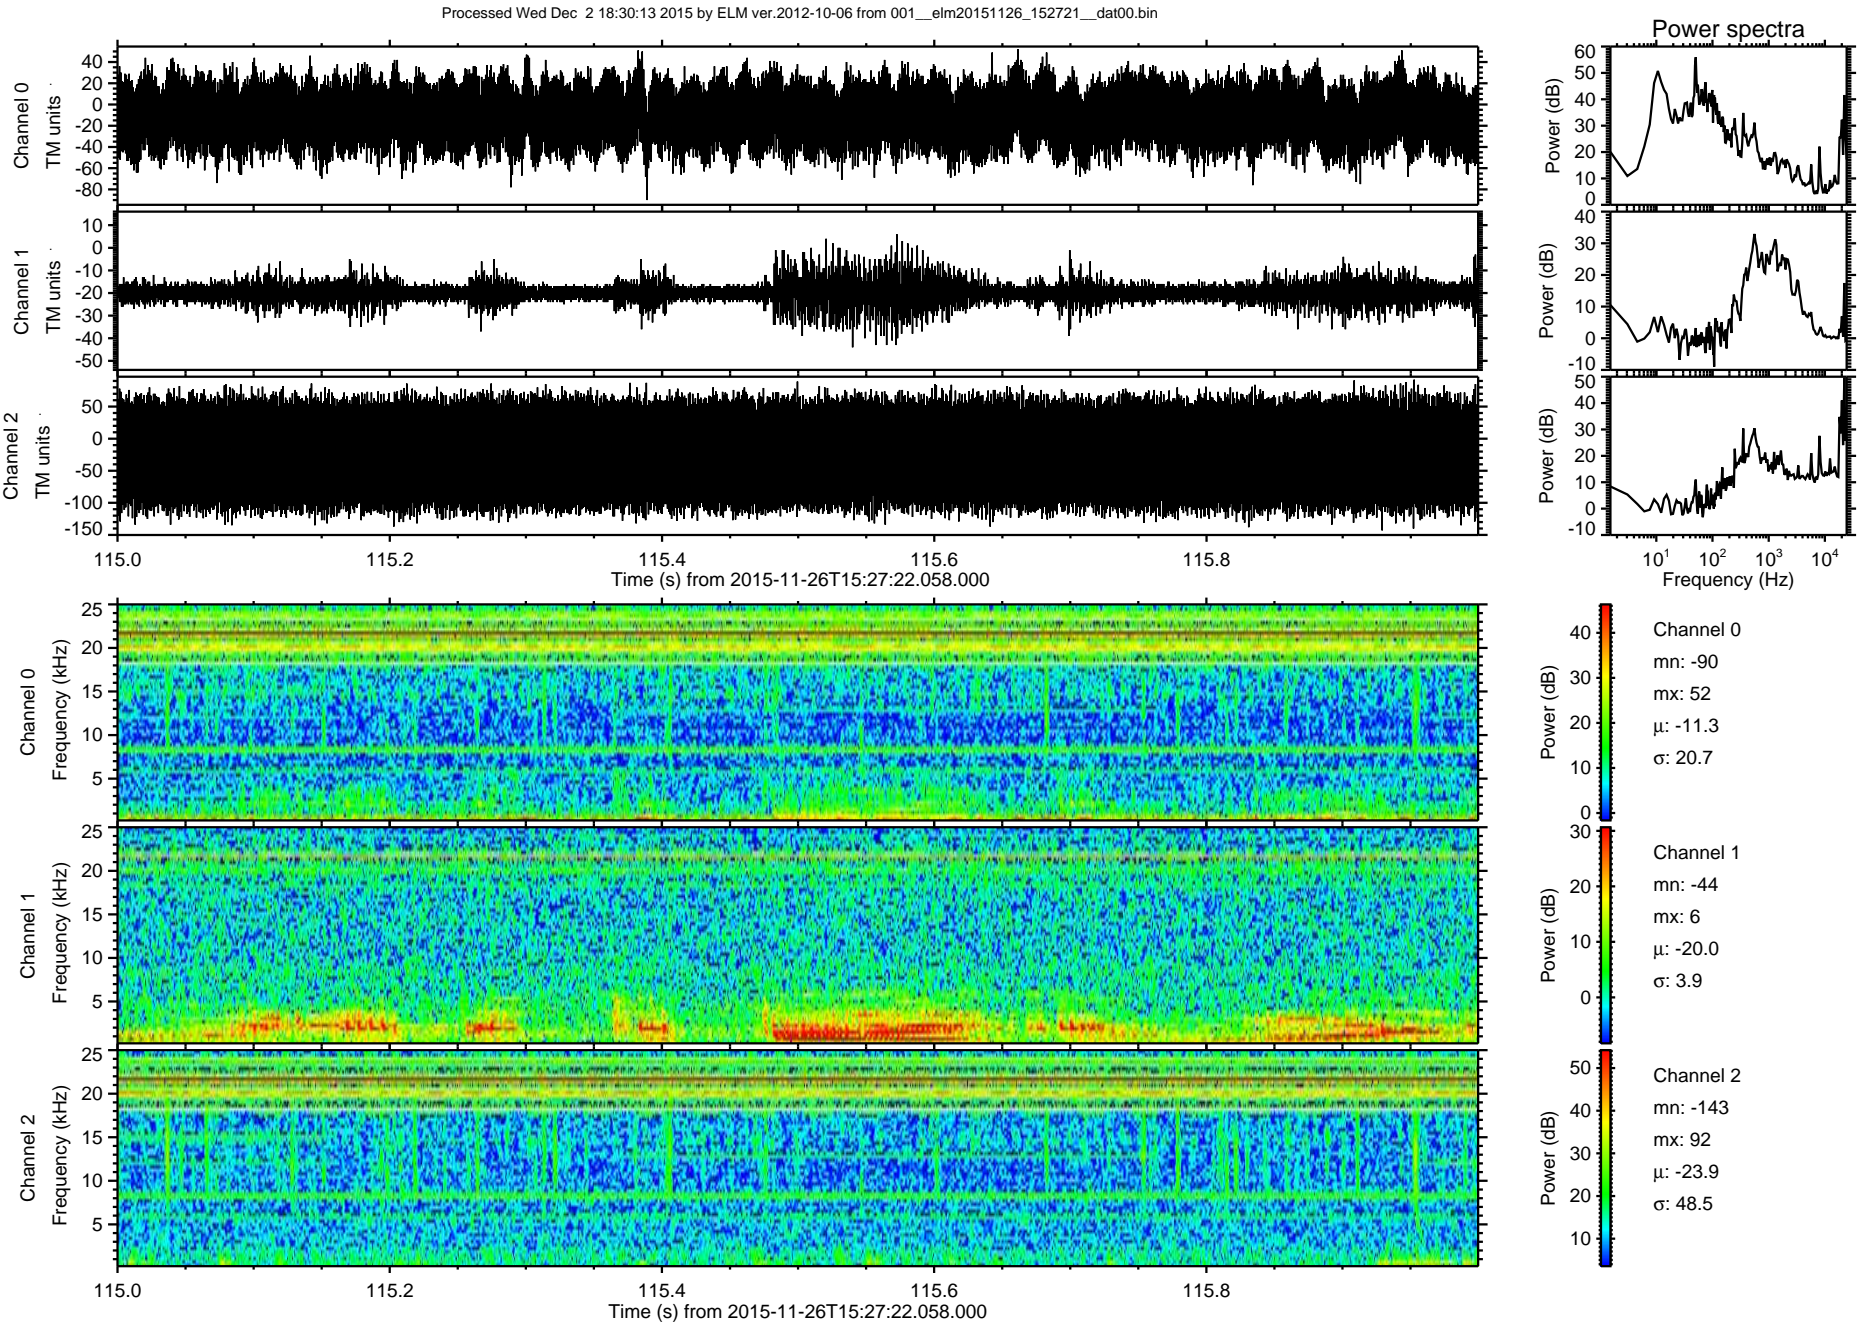 Processed Wed Dec  2 18:30:13 2015 by ELM ver.2012-10-06 from 001__elm20151126_152721__dat00.bin
Power spectra
Channel 0
TM units
40
20
0
-20
-40
-60
-80
Power (dB)
60
50
40
30
20
10
0
Channel 1
TM units
10
0
-10
-20
-30
-40
-50
Power (dB)
40
30
20
10
0
-10
Channel 2
TM units
50
0
-50
-100
-150
Power (dB)
50
40
30
20
10
0
-10
115.0
115.2
115.4
115.6
115.8
Time (s) from 2015-11-26T15:27:22.058.000
10^1
10^2
10^3
10^4
Frequency (Hz)
Channel 0
Frequency (kHz)
25
20
15
10
5
Power (dB)
40
30
20
10
0
Channel 0
mn: -90
mx: 52
μ: -11.3
σ: 20.7
Channel 1
Frequency (kHz)
25
20
15
10
5
Power (dB)
30
20
10
0
Channel 1
mn: -44
mx: 6
μ: -20.0
σ: 3.9
Channel 2
Frequency (kHz)
25
20
15
10
5
Power (dB)
50
40
30
20
10
Channel 2
mn: -143
mx: 92
μ: -23.9
σ: 48.5
115.0
115.2
115.4
115.6
115.8
Time (s) from 2015-11-26T15:27:22.058.000